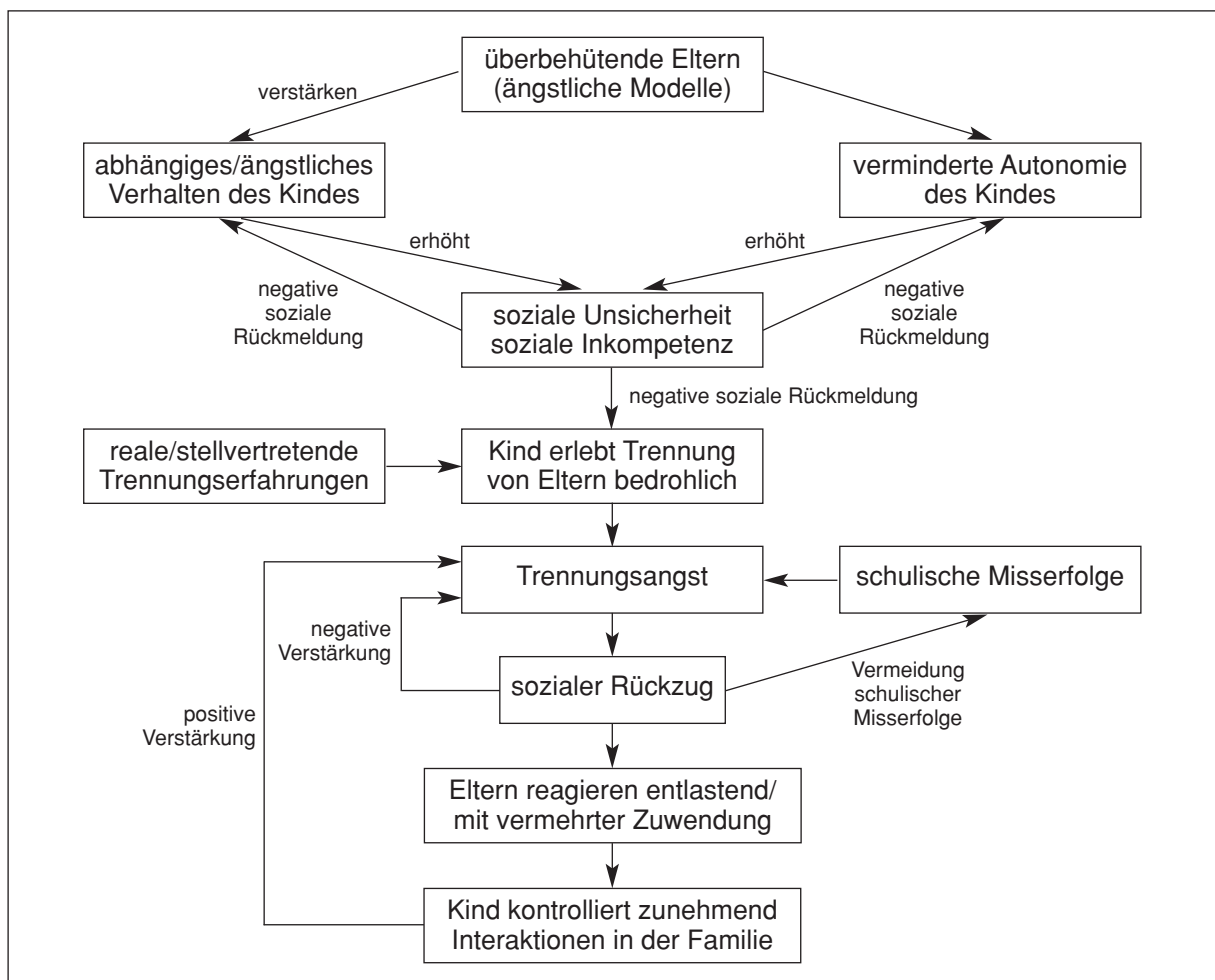 überbehütende Eltern
(ängstliche Modelle)
verstärken
abhängiges/ängstliches
Verhalten des Kindes
verminderte Autonomie
des Kindes
erhöht
erhöht
negative
soziale
Rückmeldung
soziale Unsicherheit
soziale Inkompetenz
negative
soziale
Rückmeldung
negative soziale Rückmeldung
reale/stellvertretende
Trennungserfahrungen
Kind erlebt Trennung
von Eltern bedrohlich
Trennungsangst
schulische Misserfolge
negative
Verstärkung
sozialer Rückzug
Vermeidung
schulischer
Misserfolge
positive
Verstärkung
Eltern reagieren entlastend/
mit vermehrter Zuwendung
Kind kontrolliert zunehmend
Interaktionen in der Familie